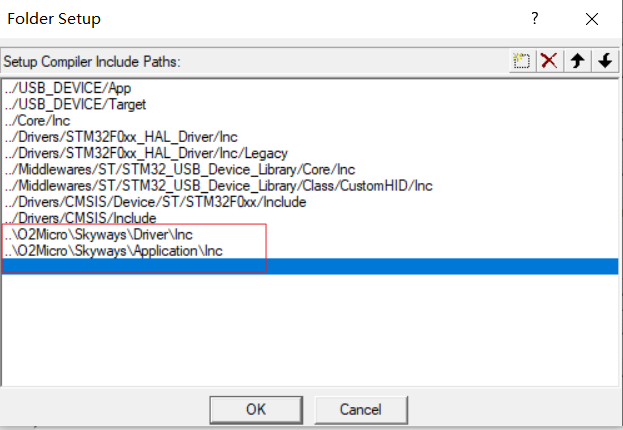 Folder Setup
?
Setup Compiler Include Paths:
../USB_DEVICE/App
../USB_DEVICE/Target
../Core/Inc
../Drivers/STM32F0xx_HAL_Driver/Inc
../Drivers/STM32F0xx_HAL_Driver/Inc/Legacy
../Middlewares/ST/STM32_USB_Device_Library/Core/Inc
../Middlewares/ST/STM32_USB_Device_Library/Class/CustomHID/Inc
../Drivers/CMSIS/Device/ST/STM32F0xx/Include
../Drivers/CMSIS/Include
..\O2Micro\Skyways\Driver\Inc
..\O2Micro\Skyways\Application\Inc
OK Cancel